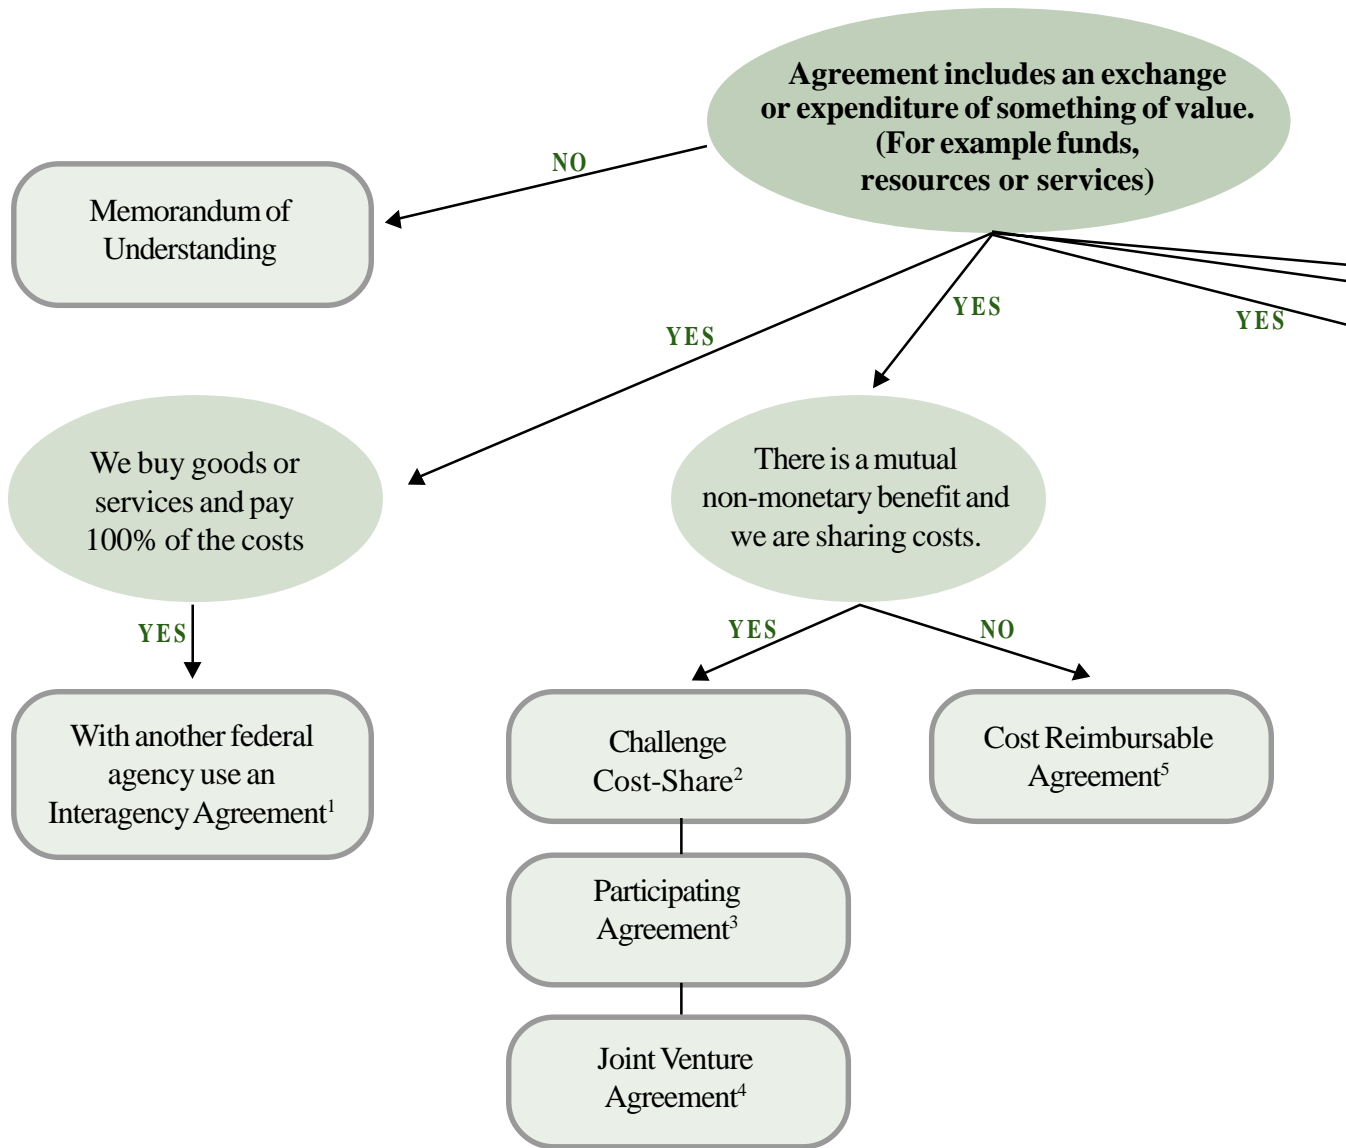 Agreement includes an exchange
or expenditure of something of value.
(For example funds,
resources or services)
NO
Memorandum of
Understanding
YES
YES
YES
We buy goods or
services and pay
100% of the costs
There is a mutual
non-monetary benefit and
we are sharing costs.
YES
YES
NO
With another federal
agency use an
Interagency Agreement¹
Challenge
Cost-Share²
Cost Reimbursable
Agreement⁵
Participating
Agreement³
Joint Venture
Agreement⁴